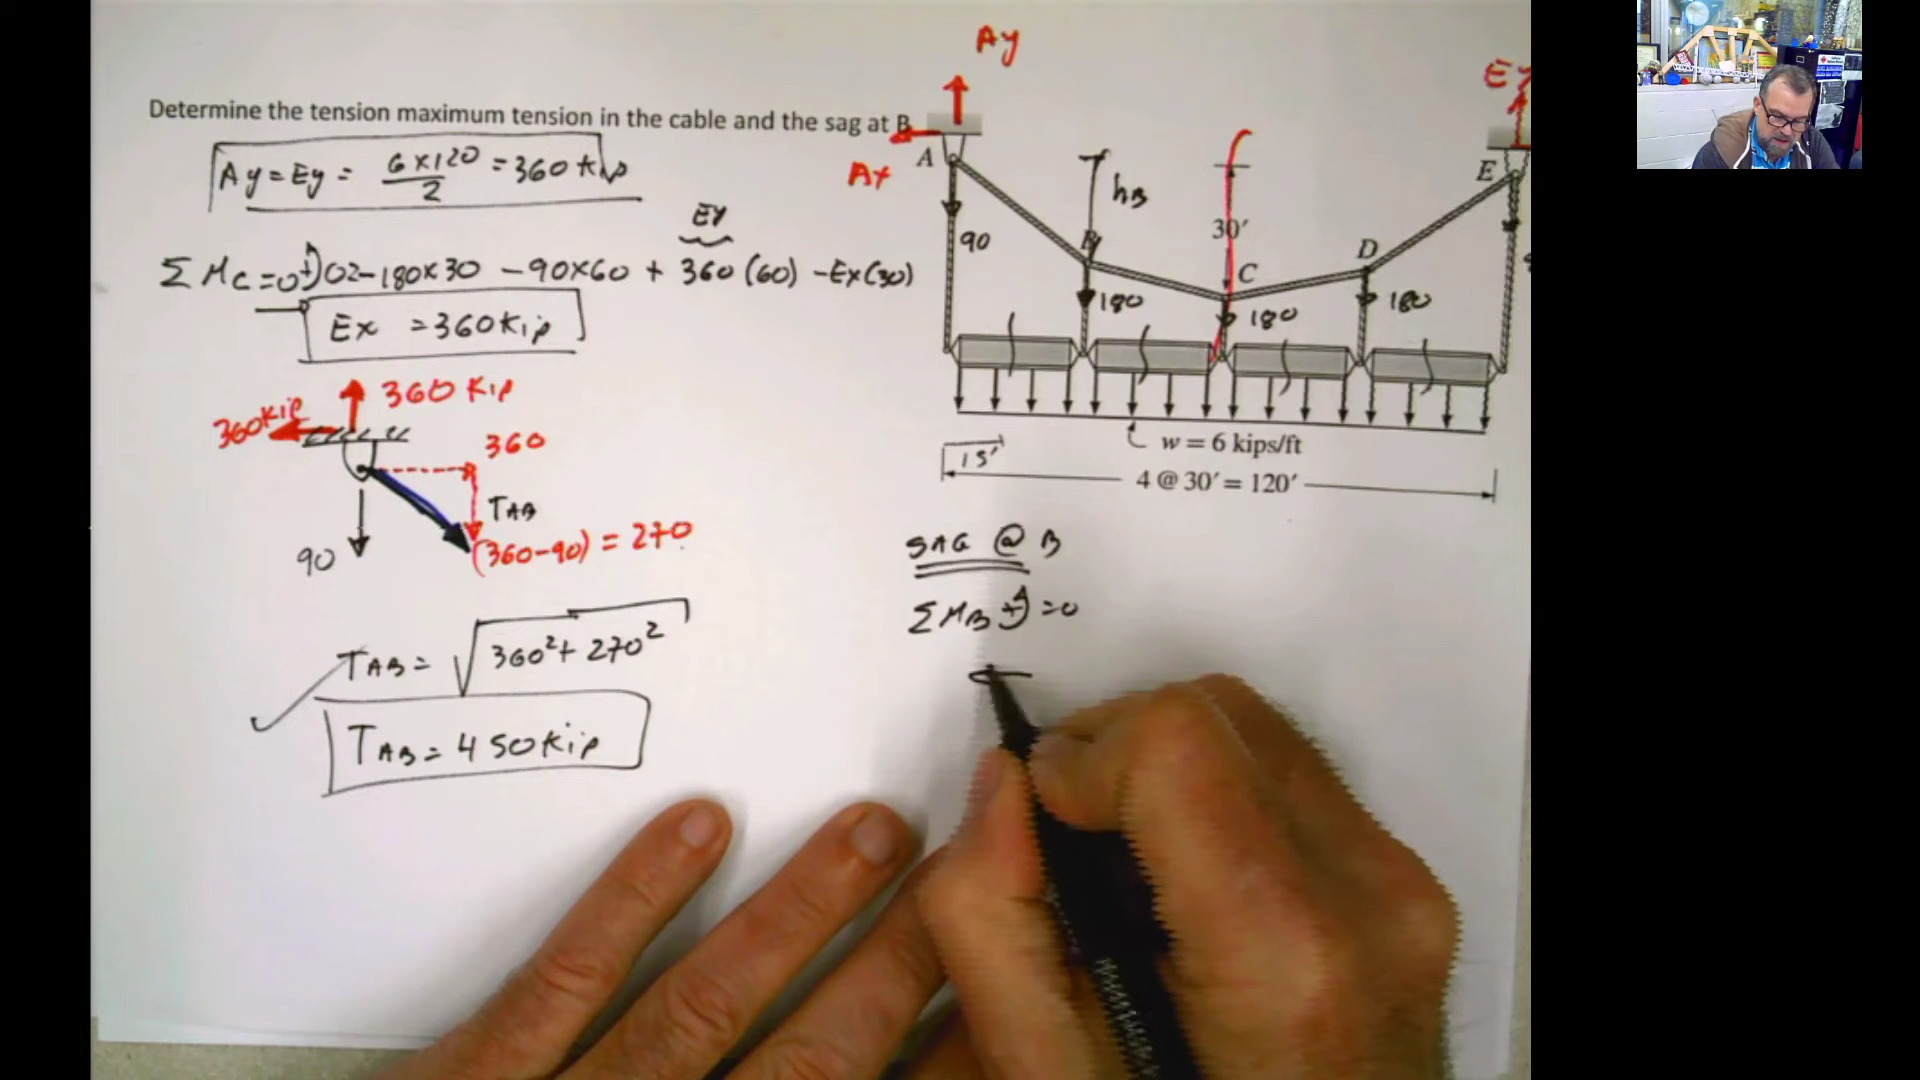 Determine the tension maximum tension in the cable and the sag at B
Ay = Ey = 6x120 / 2 = 360 kip
EY
ΣMc=0+) 0= -180x30 -90x60 + 360 (60) -Ex(30)
Ex = 360 Kip
360 Kip
360 Kip
360
TAB
(360-90) = 270
90
TAB = √360²+ 270²
TAB = 450 Kip
AY
EY
Ax
A
E
hB
30'
90
C
D
180
180
180
w = 6 kips/ft
15'
4 @ 30' = 120'
SAG @ B
ΣMB +) =0